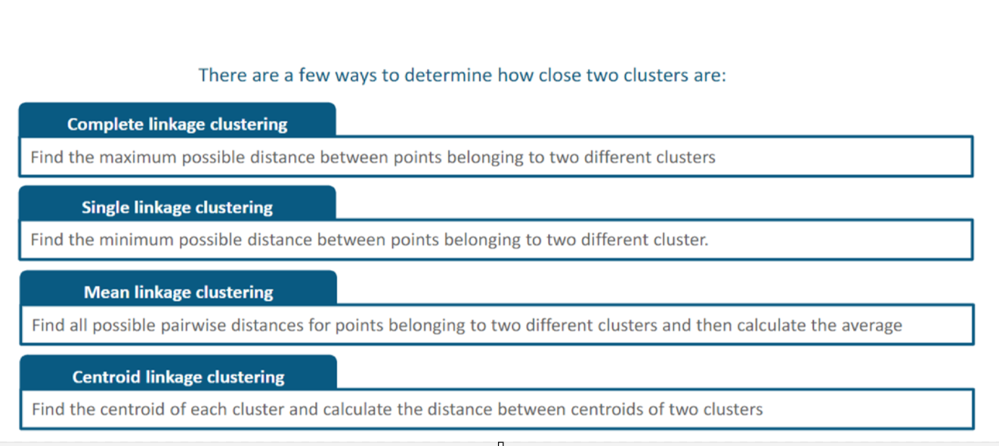 There are a few ways to determine how close two clusters are:
Complete linkage clustering
Find the maximum possible distance between points belonging to two different clusters
Single linkage clustering
Find the minimum possible distance between points belonging to two different cluster.
Mean linkage clustering
Find all possible pairwise distances for points belonging to two different clusters and then calculate the average
Centroid linkage clustering
Find the centroid of each cluster and calculate the distance between centroids of two clusters